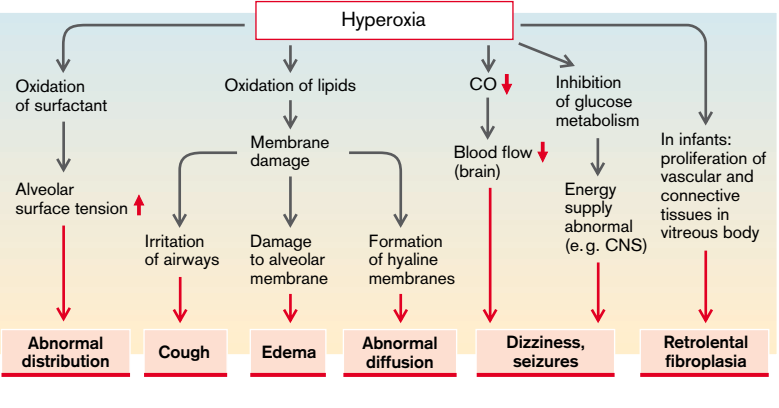 Hyperoxia
Oxidation
of surfactant
Alveolar
surface tension
Abnormal
distribution
Oxidation of lipids
Membrane
damage
Irritation
of airways
Cough
Damage
to alveolar
membrane
Edema
Formation
of hyaline
membranes
Abnormal
diffusion
CO
Blood flow
(brain)
Inhibition
of glucose
metabolism
Energy
supply
abnormal
(e.g. CNS)
Dizziness,
seizures
In infants:
proliferation of
vascular and
connective
tissues in
vitreous body
Retrolental
fibroplasia